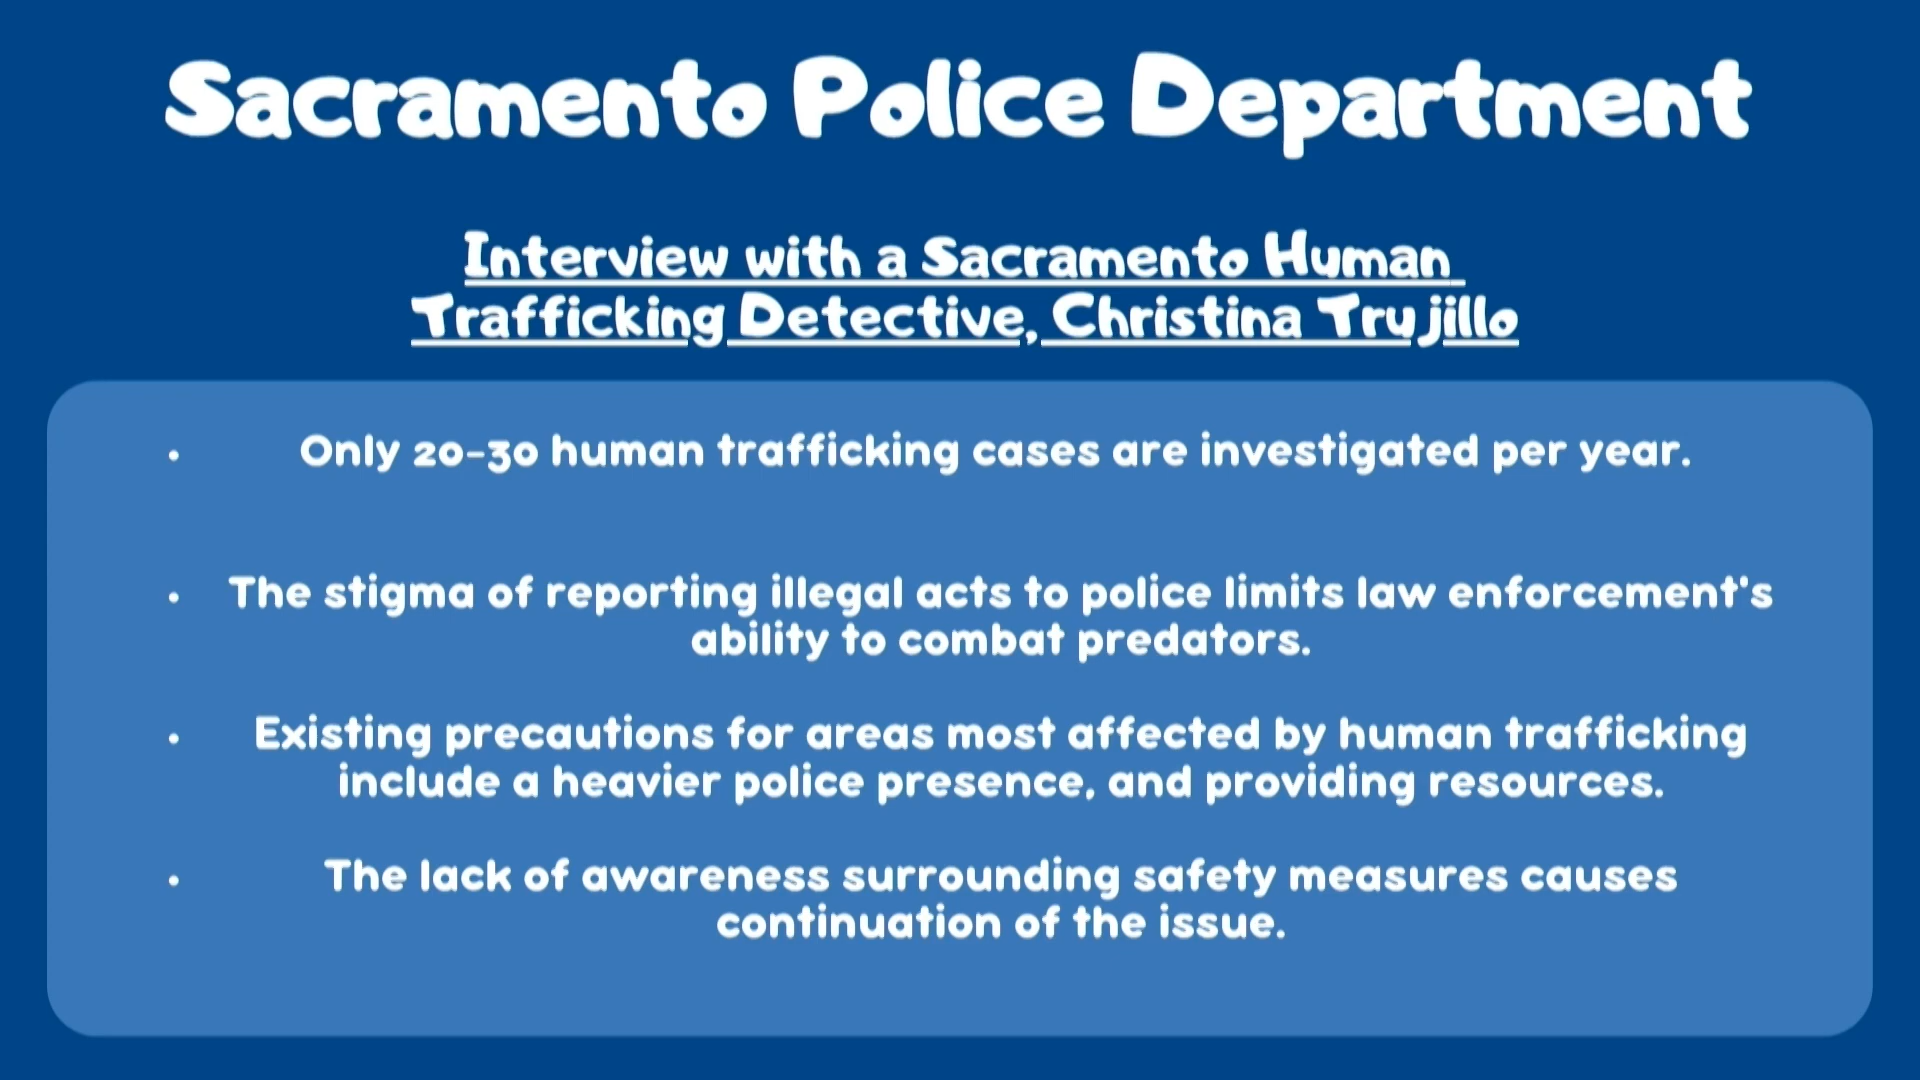 Sacramento Police Department
Interview with a Sacramento Human
Trafficking Detective, Christina Trujillo
• Only 20-30 human trafficking cases are investigated per year.
• The stigma of reporting illegal acts to police limits law enforcement's
ability to combat predators.
• Existing precautions for areas most affected by human trafficking
include a heavier police presence, and providing resources.
• The lack of awareness surrounding safety measures causes
continuation of the issue.